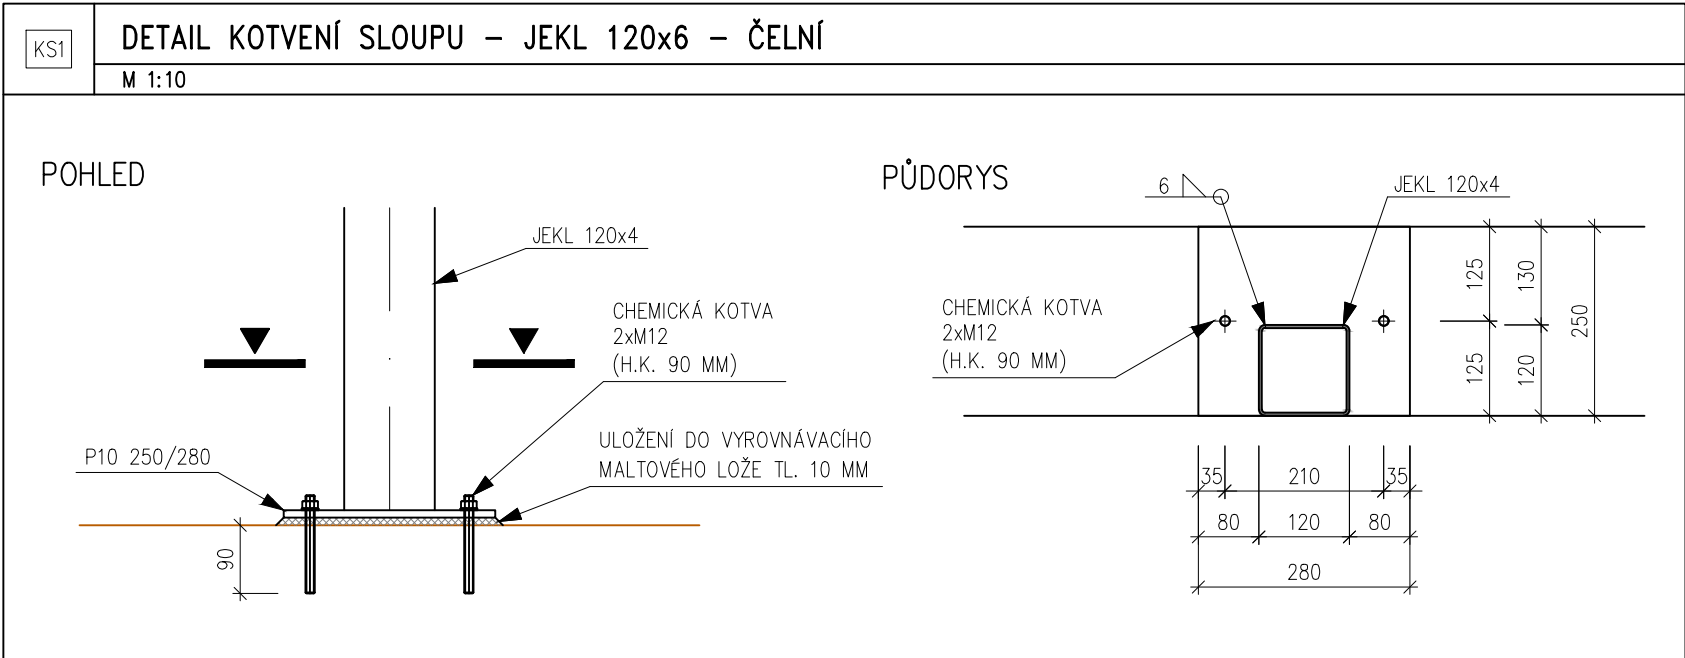 KS1
DETAIL KOTVENÍ SLOUPU – JEKL 120x6 – ČELNÍ
M 1:10
POHLED
JEKL 120x4
CHEMICKÁ KOTVA
2xM12
(H.K. 90 MM)
P10 250/280
ULOŽENÍ DO VYROVNÁVACÍHO
MALTOVÉHO LOŽE TL. 10 MM
90
PŮDORYS
6
JEKL 120x4
CHEMICKÁ KOTVA
2xM12
(H.K. 90 MM)
125
130
250
125
120
35
210
35
80
120
80
280